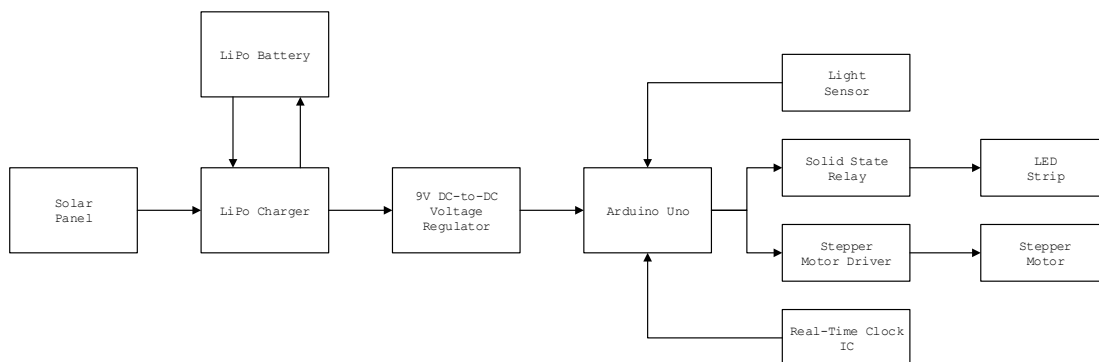 LiPo Battery
Light
Sensor
Solar
Panel
LiPo Charger
9V DC-to-DC
Voltage
Regulator
Arduino Uno
Solid State
Relay
LED
Strip
Stepper
Motor Driver
Stepper
Motor
Real-Time Clock
IC